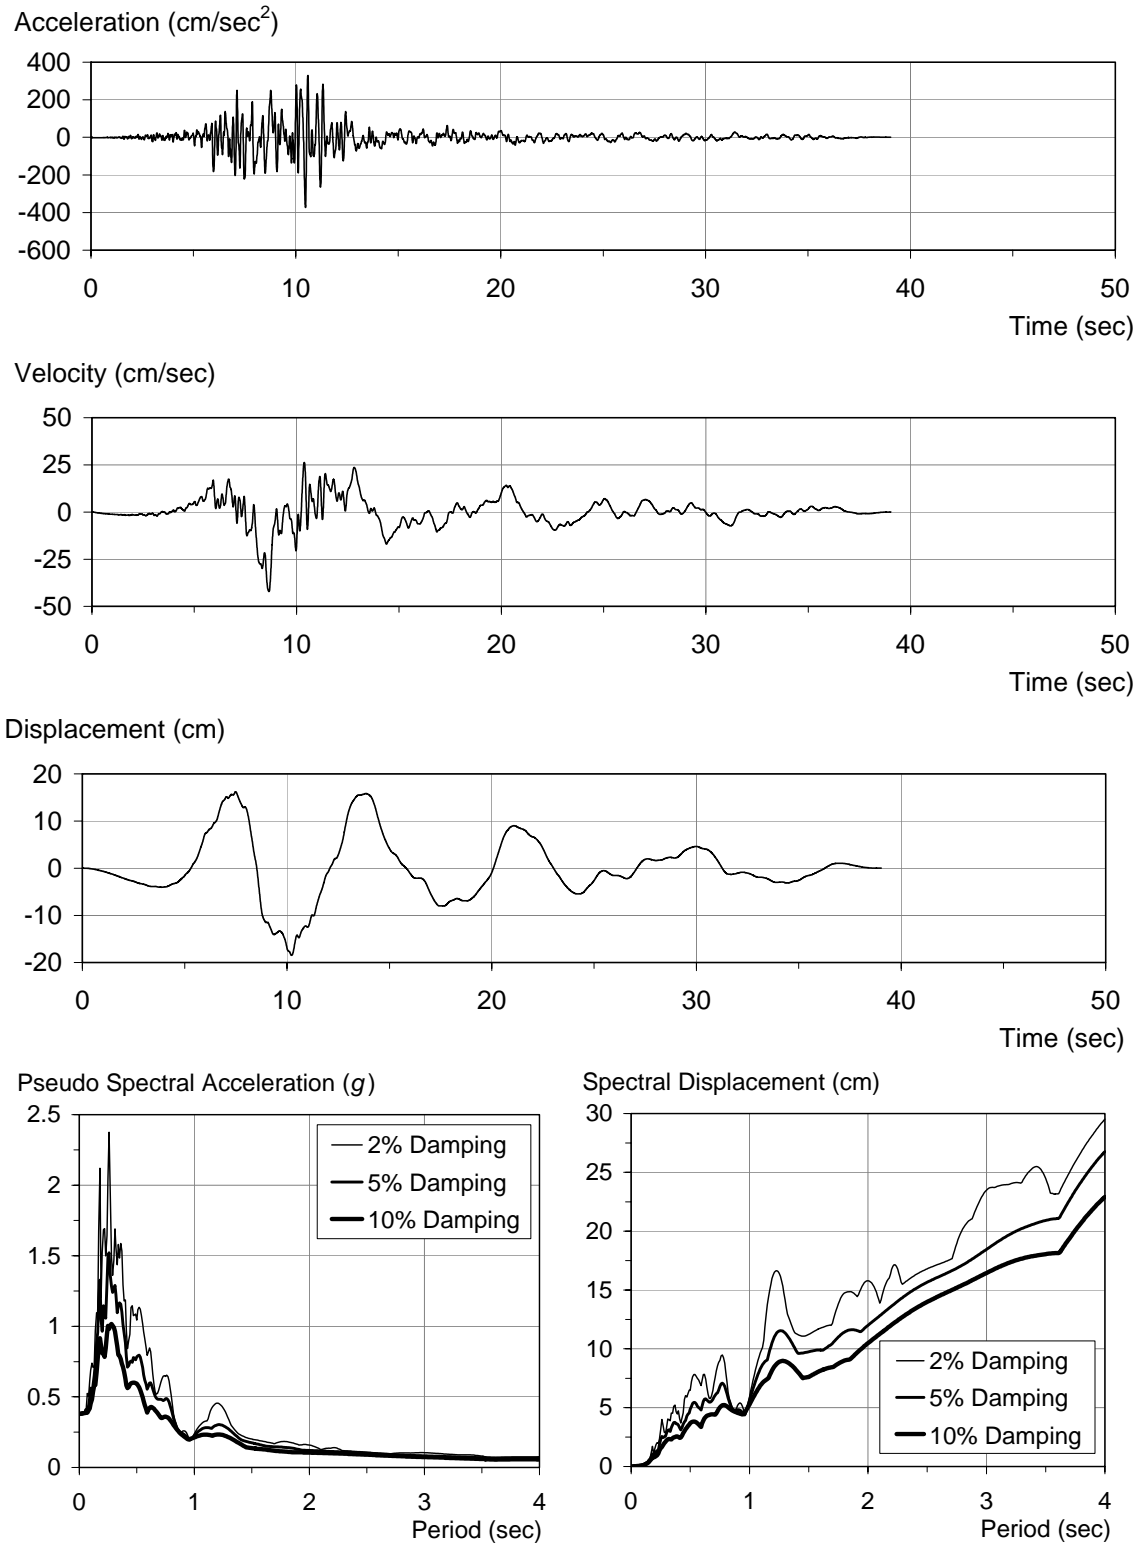 Acceleration (cm/sec²)
400
200
0
-200
-400
-600
0 10 20 30 40 50
Time (sec)
Velocity (cm/sec)
50
25
0
-25
-50
0 10 20 30 40 50
Time (sec)
Displacement (cm)
20
10
0
-10
-20
0 10 20 30 40 50
Time (sec)
Pseudo Spectral Acceleration (g)
2.5
2
1.5
1
0.5
0
2% Damping
5% Damping
10% Damping
0 1 2 3 4
Period (sec)
Spectral Displacement (cm)
30
25
20
15
10
5
0
2% Damping
5% Damping
10% Damping
0 1 2 3 4
Period (sec)